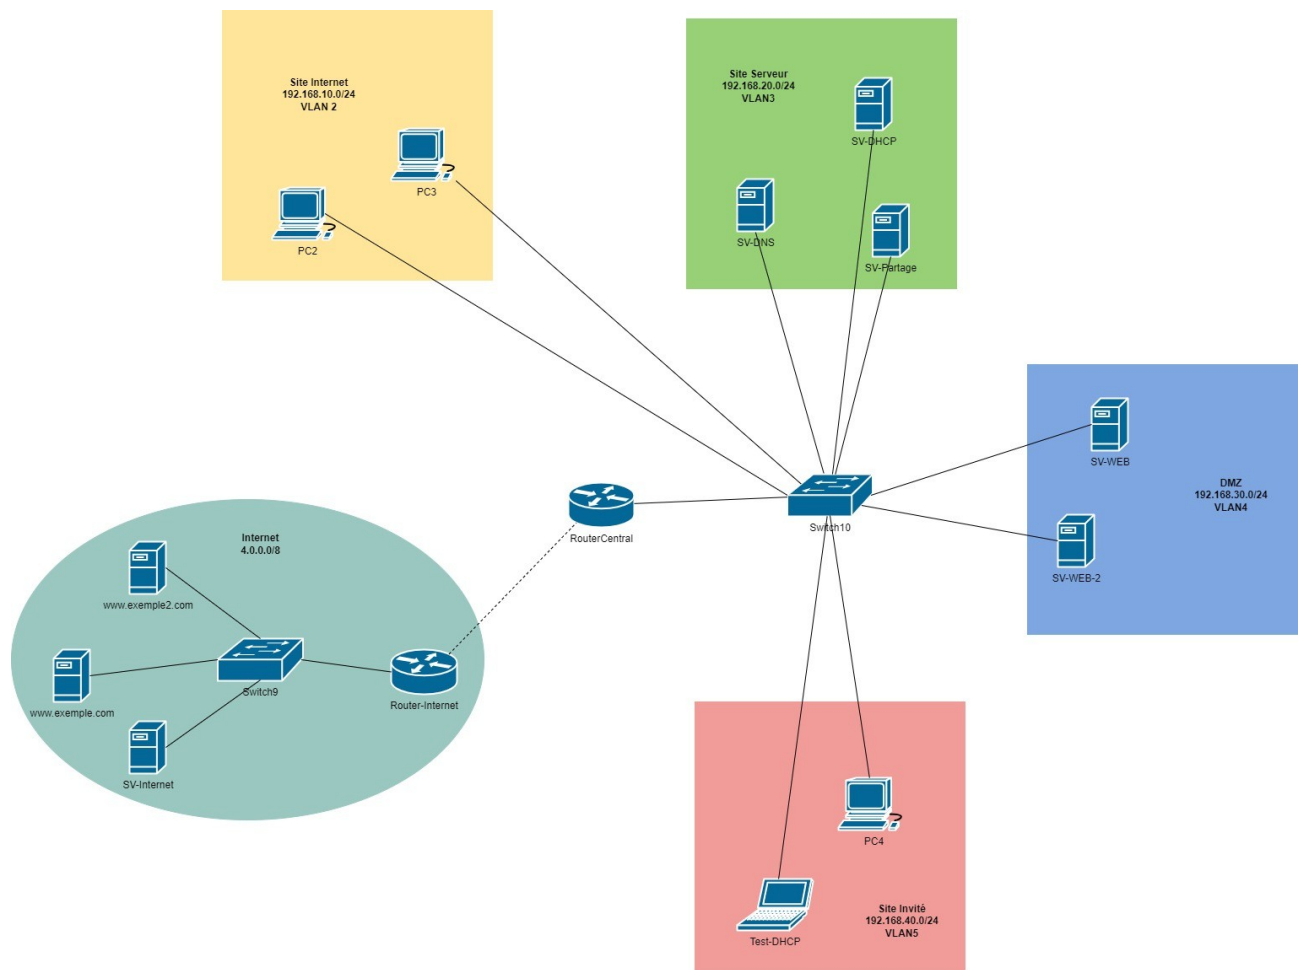 Site Internet
192.168.10.0/24
VLAN 2
PC3
PC2
Site Serveur
192.168.20.0/24
VLAN3
SV-DHCP
SV-DNS
SV-Partage
SV-WEB
DMZ
192.168.30.0/24
VLAN4
SV-WEB-2
Switch10
RouterCentral
Internet
4.0.0.0/8
www.exemple2.com
Switch9
www.exemple.com
Router-Internet
SV-Internet
PC4
Site Invité
192.168.40.0/24
VLAN5
Test-DHCP